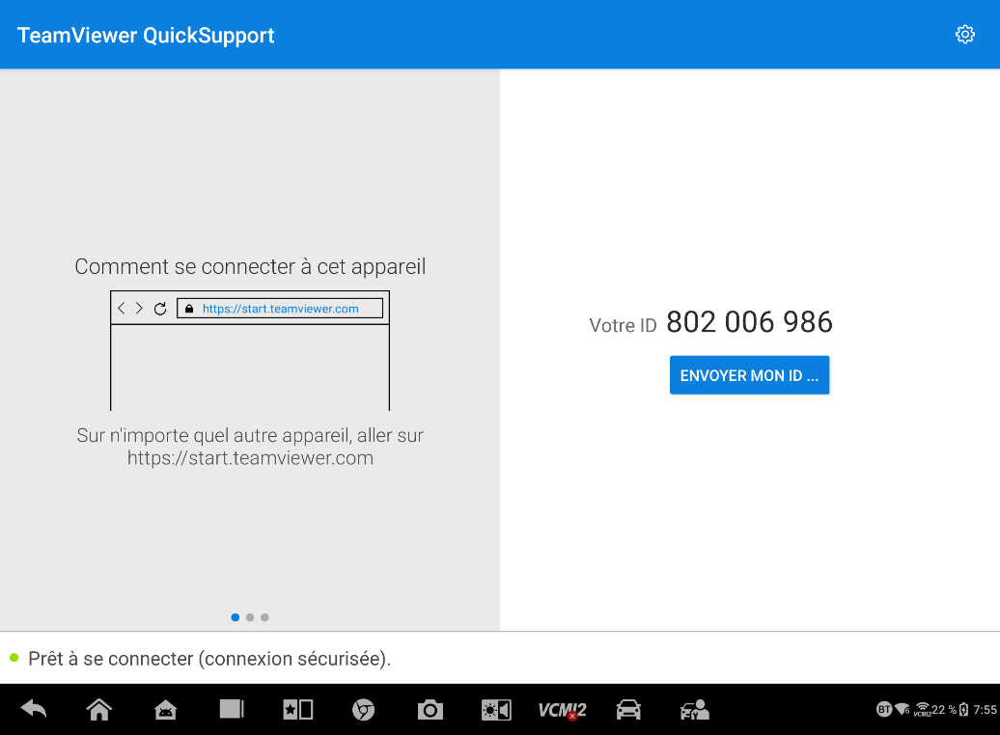 TeamViewer QuickSupport
Comment se connecter à cet appareil
https://start.teamviewer.com
Sur n'importe quel autre appareil, aller sur
https://start.teamviewer.com
Votre ID 802 006 986
ENVOYER MON ID ...
Prêt à se connecter (connexion sécurisée).
VCMI2
BT 6 VCMI2 22 % 7:55